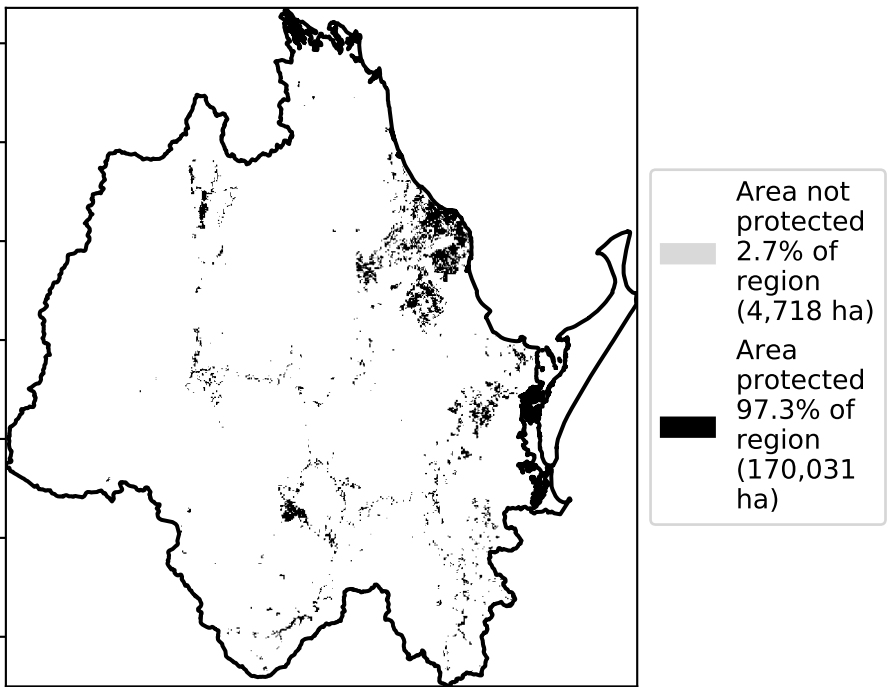 Area not
protected
2.7% of
region
(4,718 ha)
Area
protected
97.3% of
region
(170,031
ha)